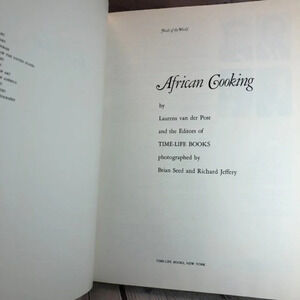 Foods of the World
African Cooking
by
Laurens van der Post
and the Editors of
TIME-LIFE BOOKS
photographed by
Brian Seed and Richard Jeffery
TIME-LIFE BOOKS, NEW YORK